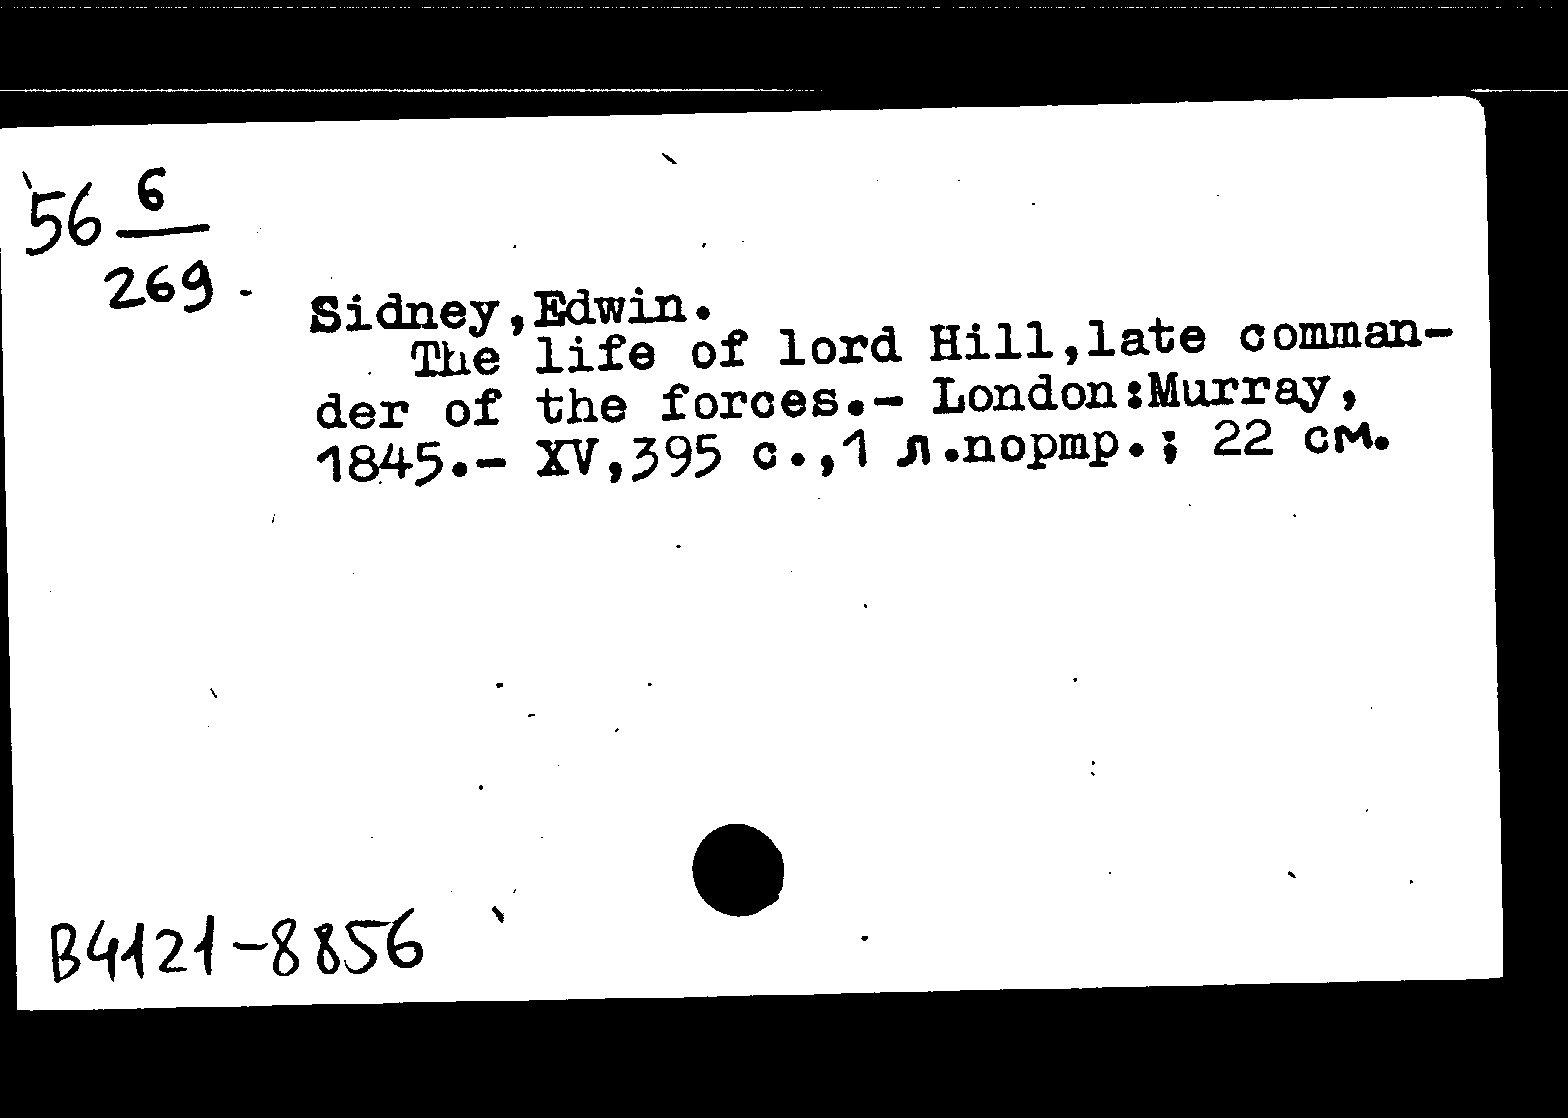 56 6
269
Sidney,Edwin.
The life of lord Hill,late comman-
der of the forces.- London:Murray,
1845.- XV,395 с.,1 л.портр.; 22 см.
В4121-8856